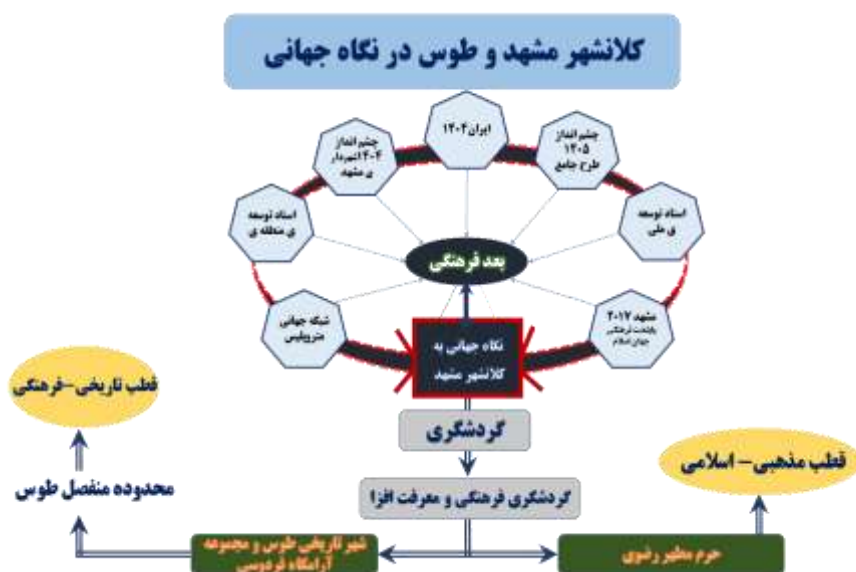 کلانشهر مشهد و طوس در نگاه جهانی
ایران ۱۴۰۴
چشم انداز
۱۴۰۵
طرح جامع
چشم انداز
۱۴۰۴ شهردار
ی مشهد
اسناد توسعه
ی ملی
اسناد توسعه
ی منطقه ی
بعد فرهنگی
مشهد ۲۰۱۷
پایتخت فرهنگی
جهان اسلام
شبکه جهانی
متروپلیس
نگاه جهانی به
کلانشهر مشهد
گردشگری
گردشگری فرهنگی و معرفت افزا
قطب مذهبی - اسلامی
قطب تاریخی-فرهنگی
محدوده منفصل طوس
حرم مطهر رضوی
شهر تاریخی طوس و مجموعه
آرامگاه فردوسی